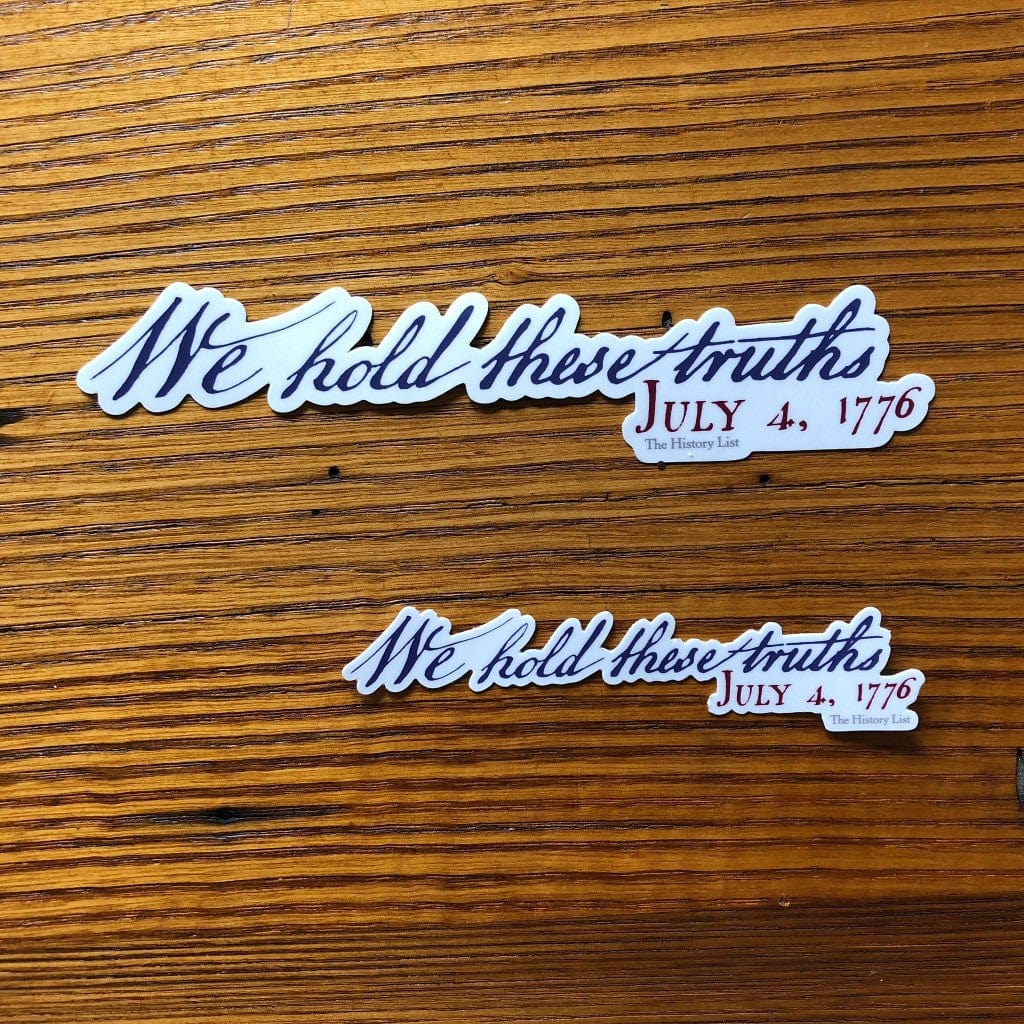 We hold these truths
July 4, 1776
The History List
We hold these truths
July 4, 1776
The History List